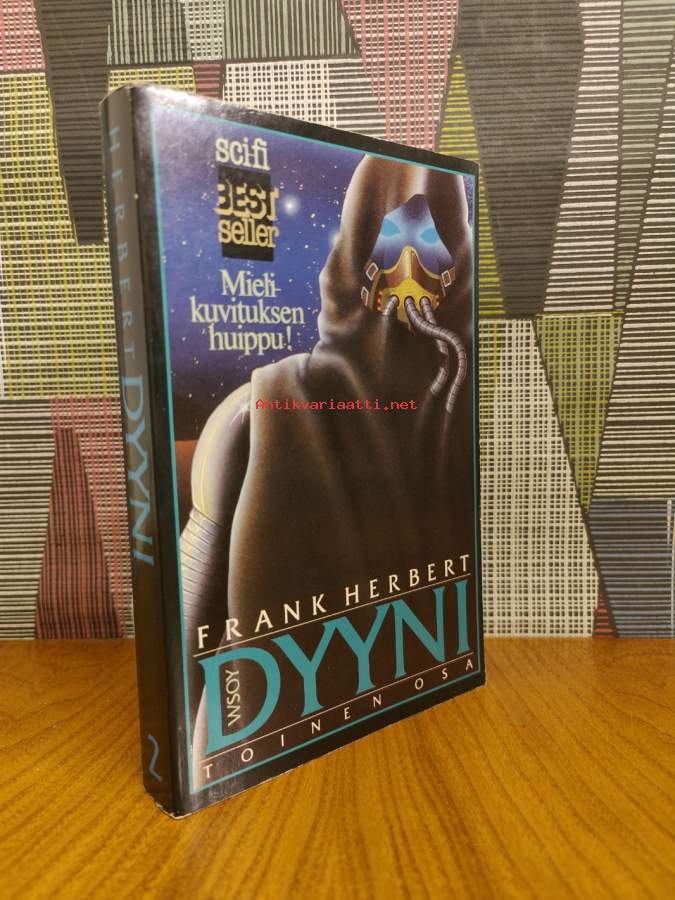 HERBERT DYYNI 2
scifi
BEST
seller
Mieli-
kuvituksen
huippu!
Antikvariaatti.net
FRANK HERBERT
WSOY
DYYNI
TOINEN OSA